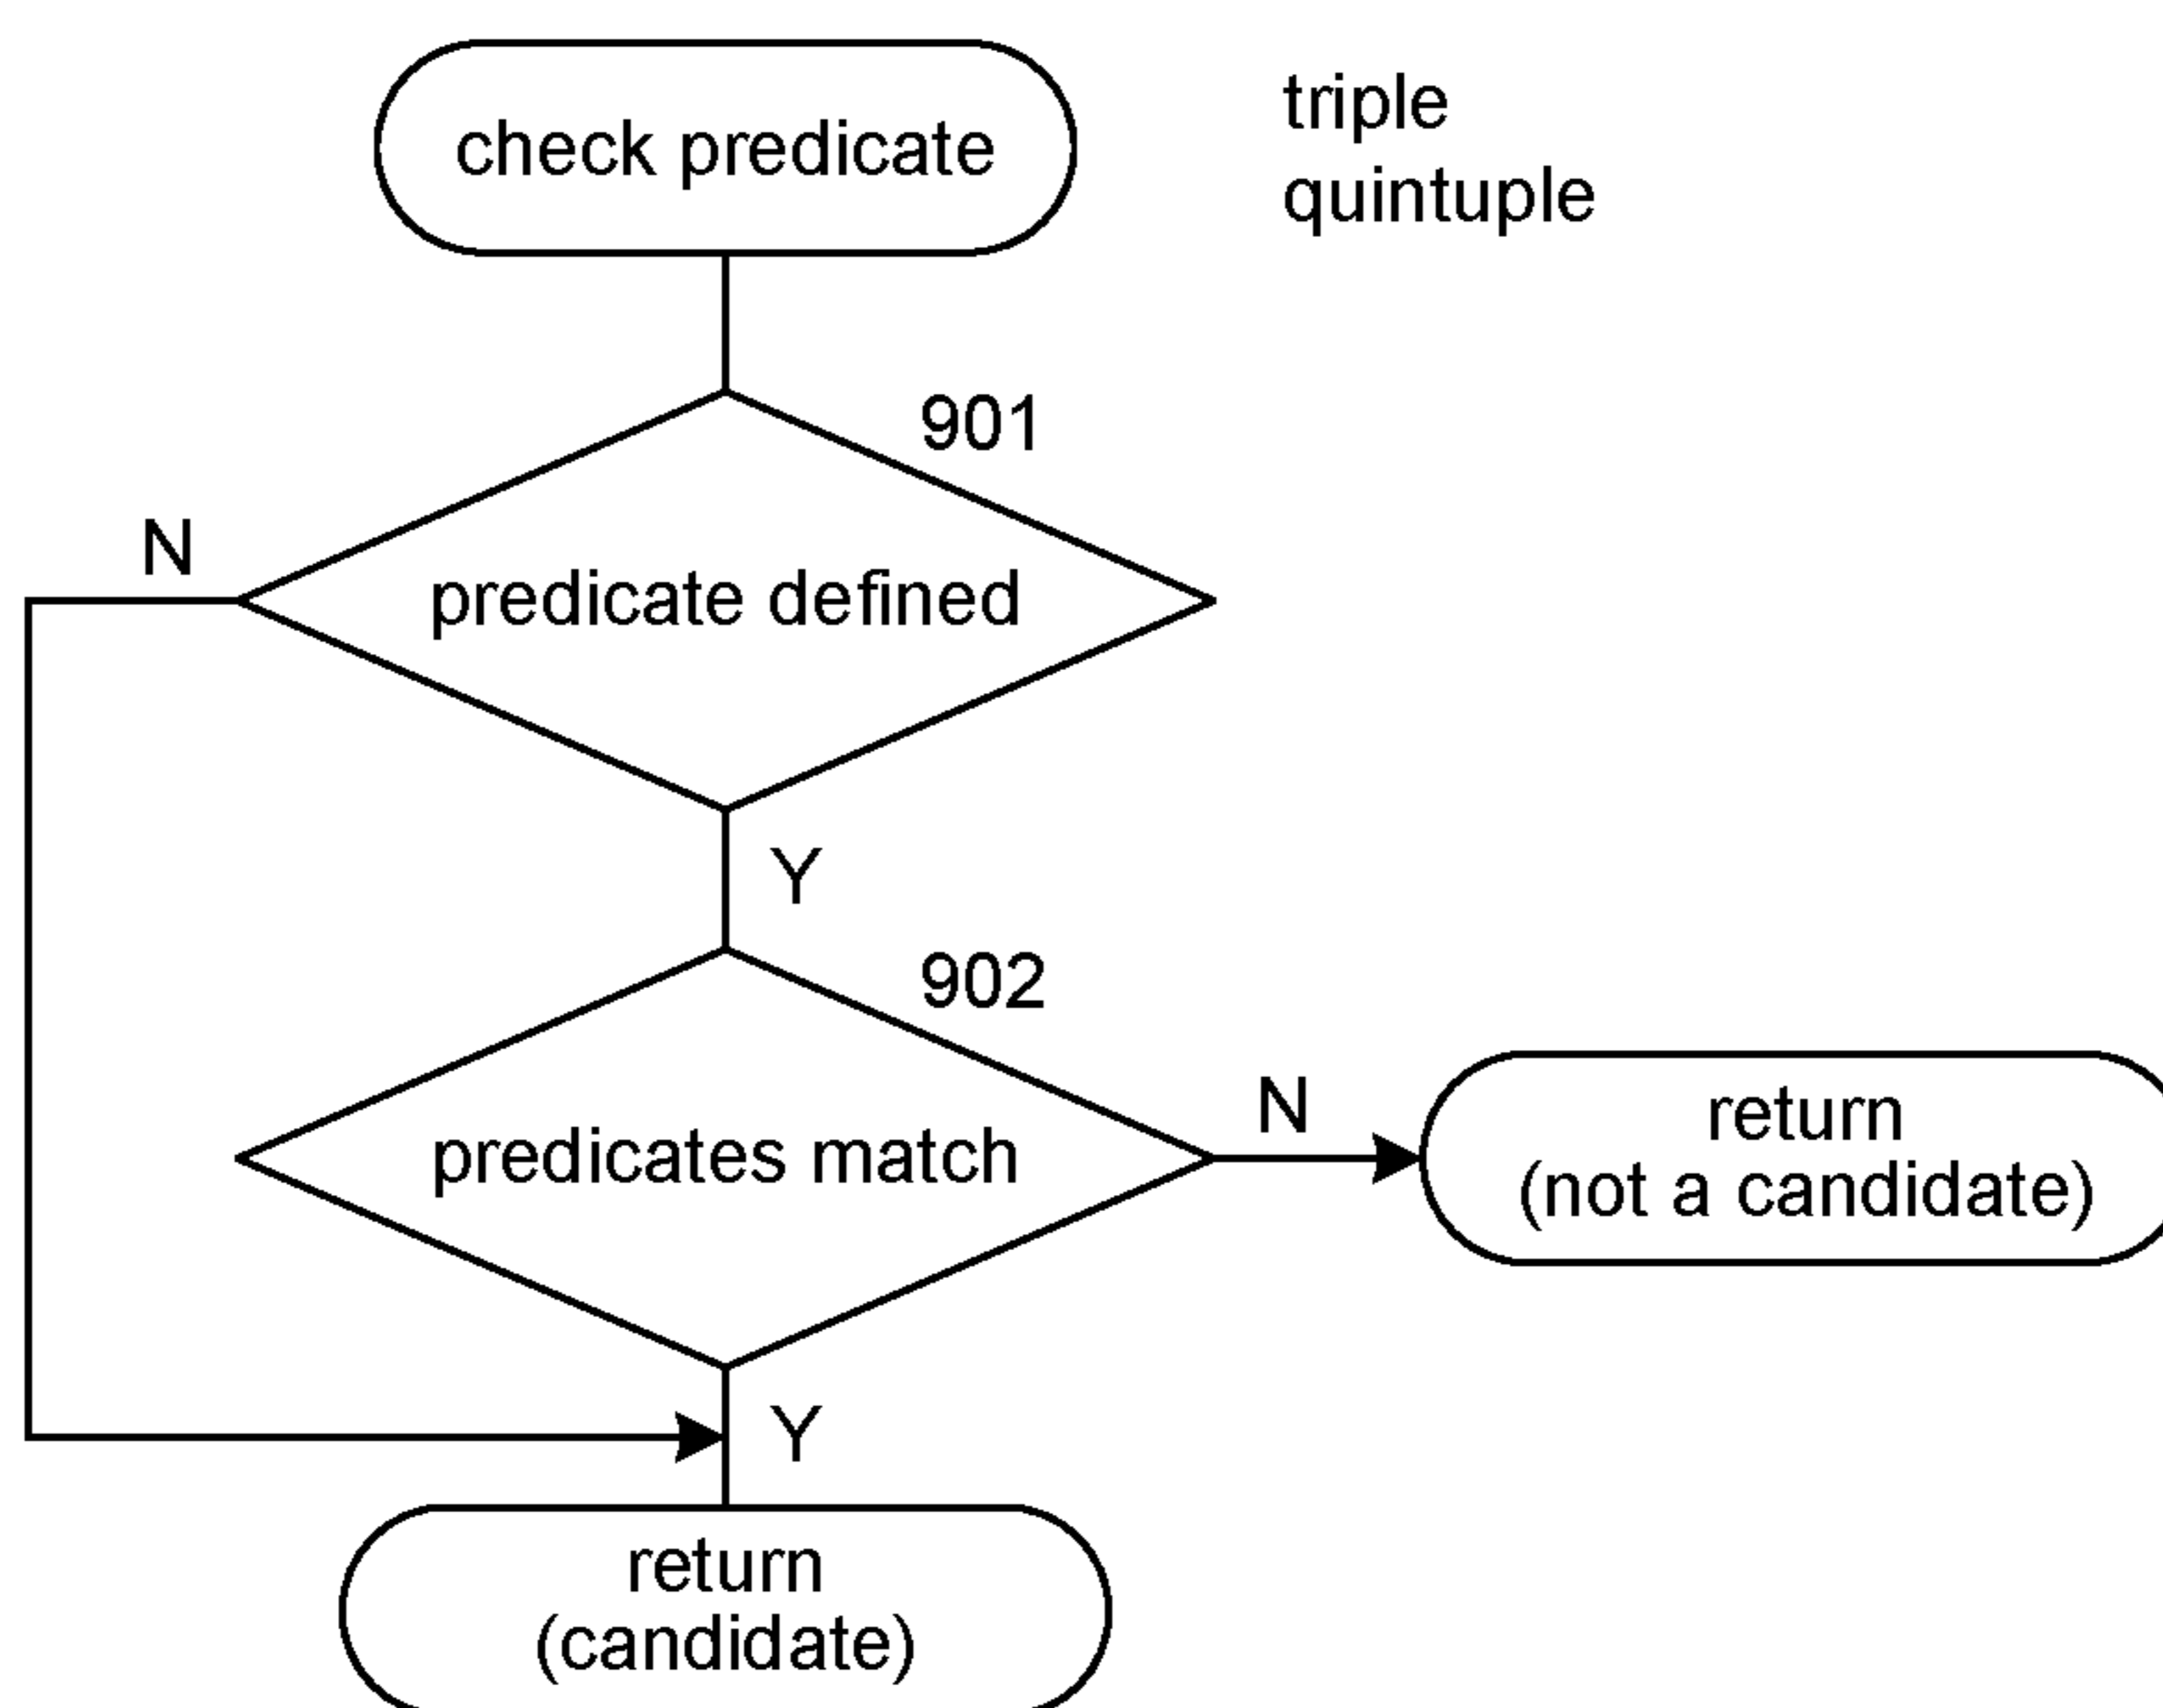 check predicate
triple
quintuple
901
N
predicate defined
Y
902
predicates match
N
return
(not a candidate)
Y
return
(candidate)